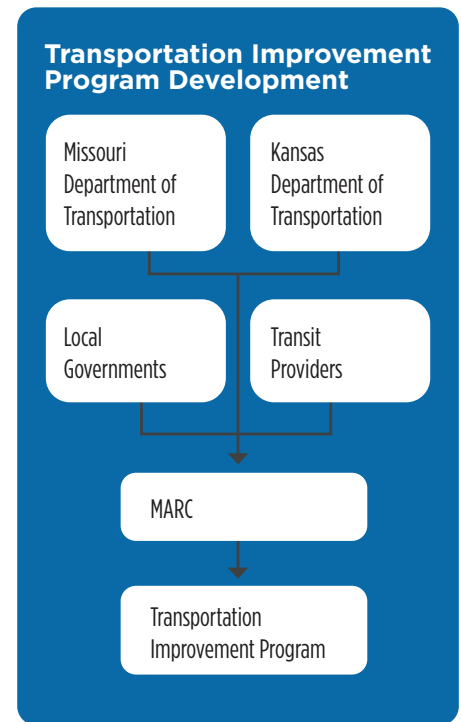 Transportation Improvement
Program Development
Missouri
Department of
Transportation
Kansas
Department of
Transportation
Local
Governments
Transit
Providers
MARC
Transportation
Improvement Program